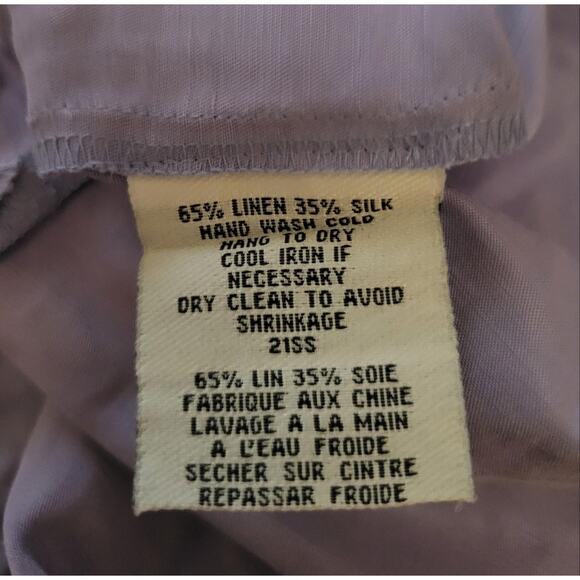 65% LINEN 35% SILK
HAND WASH COLD
HANG TO DRY
COOL IRON IF
NECESSARY
DRY CLEAN TO AVOID
SHRINKAGE
21SS
65% LIN 35% SOIE
FABRIQUE AUX CHINE
LAVAGE A LA MAIN
A L'EAU FROIDE
SECHER SUR CINTRE
REPASSAR FROIDE